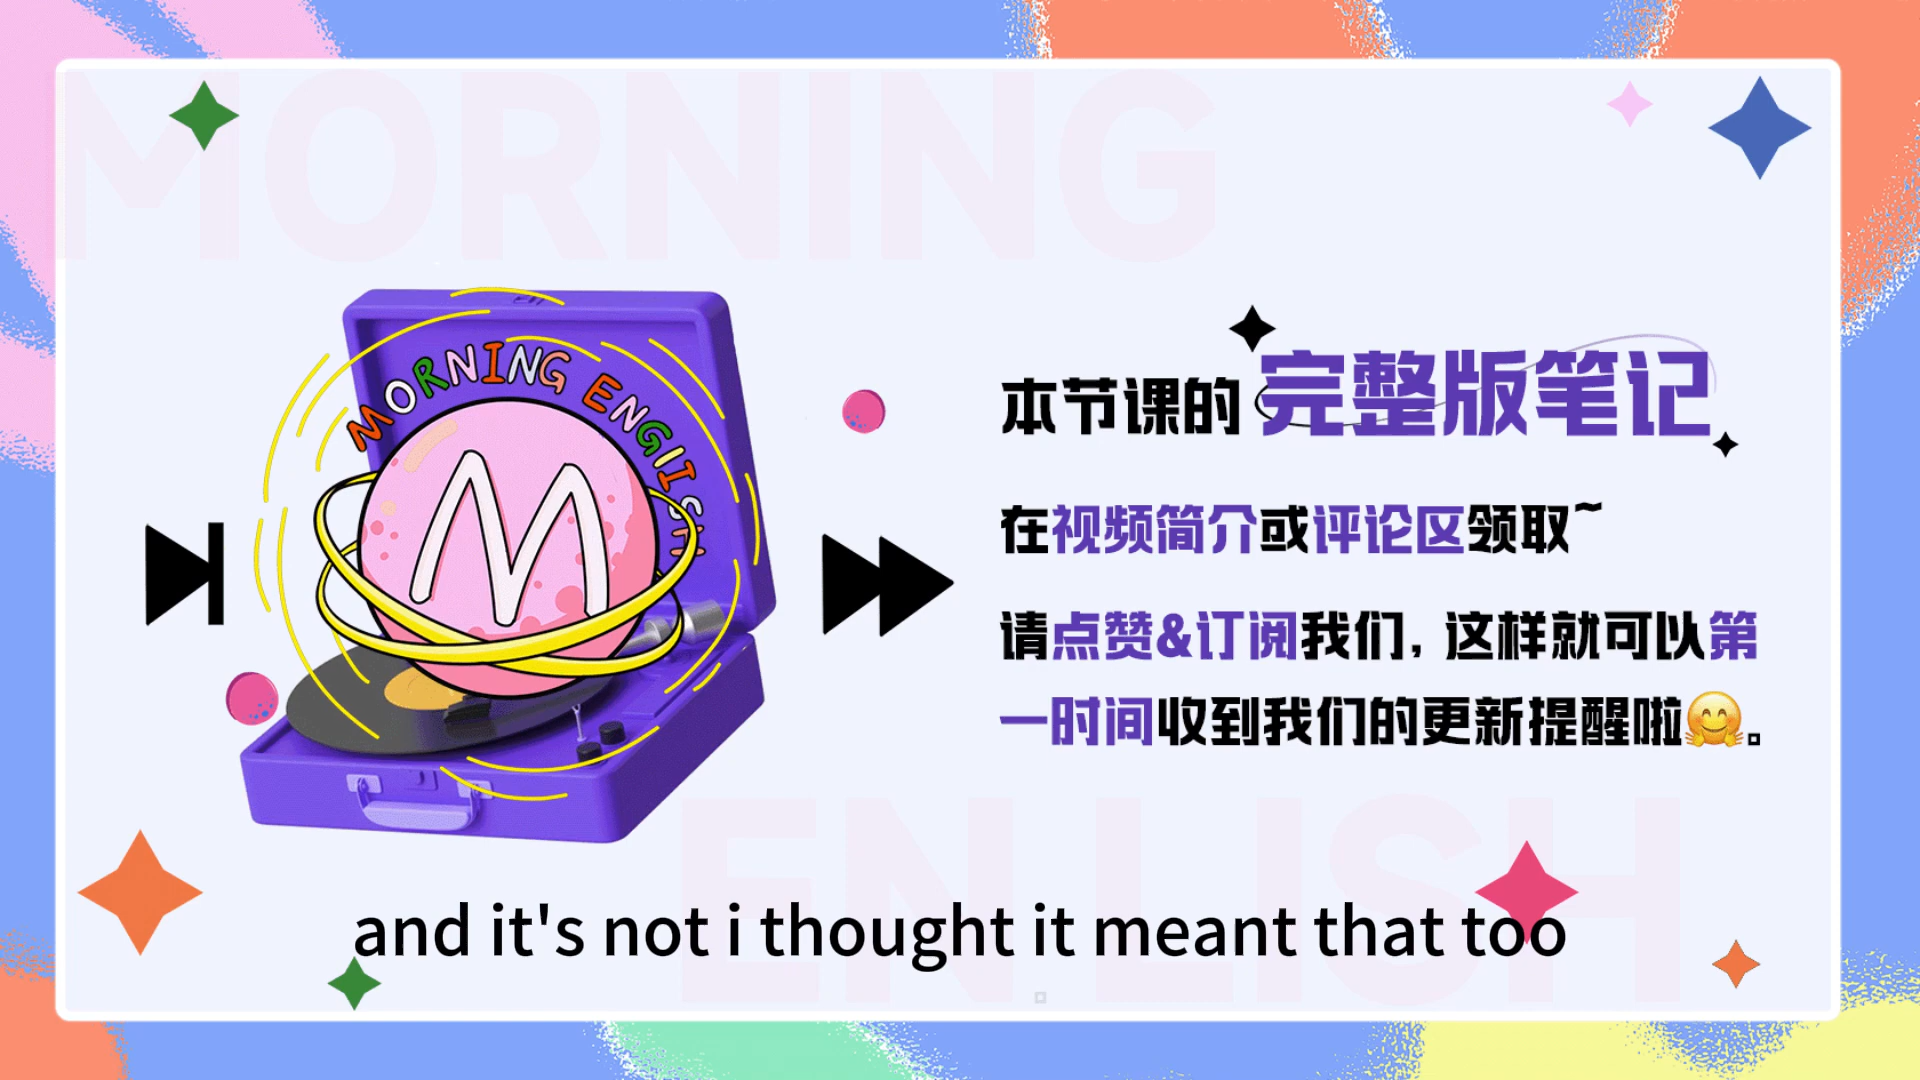 MORNING
MORNING ENGLISH
M
本节课的完整版笔记
在视频简介或评论区领取~
请点赞&订阅我们，这样就可以第
一时间收到我们的更新提醒啦🤗。
EN LISH
and it's not i thought it meant that too